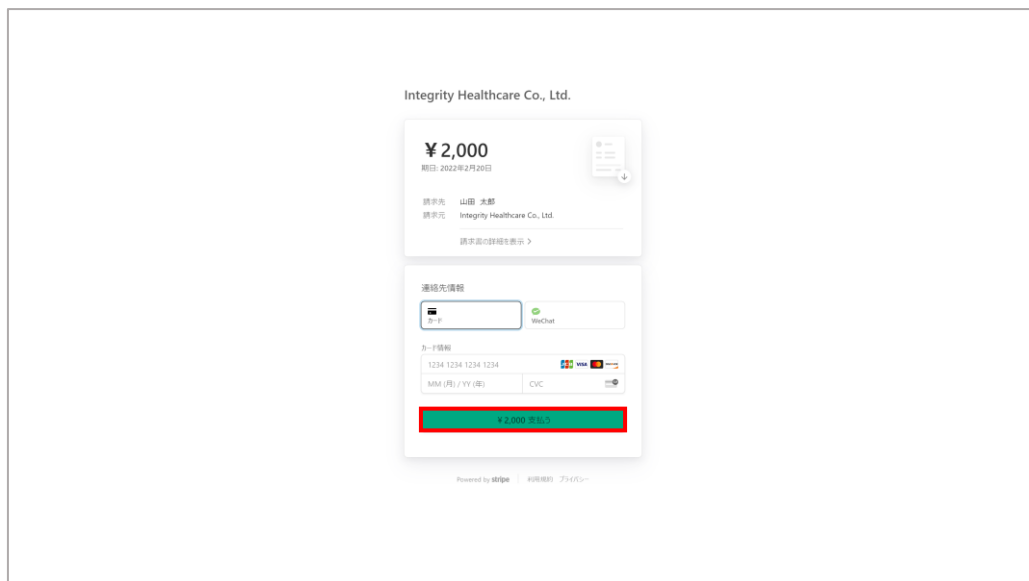 Integrity Healthcare Co., Ltd.
¥2,000
期日: 2022年2月20日
請求先 山田 太郎
請求元 Integrity Healthcare Co., Ltd.
請求書の詳細を表示 >
連絡先情報
カード
WeChat
カード情報
1234 1234 1234 1234 JCB VISA
MM (月) / YY (年) CVC
¥2,000 支払う
Powered by stripe | 利用規約 プライバシー